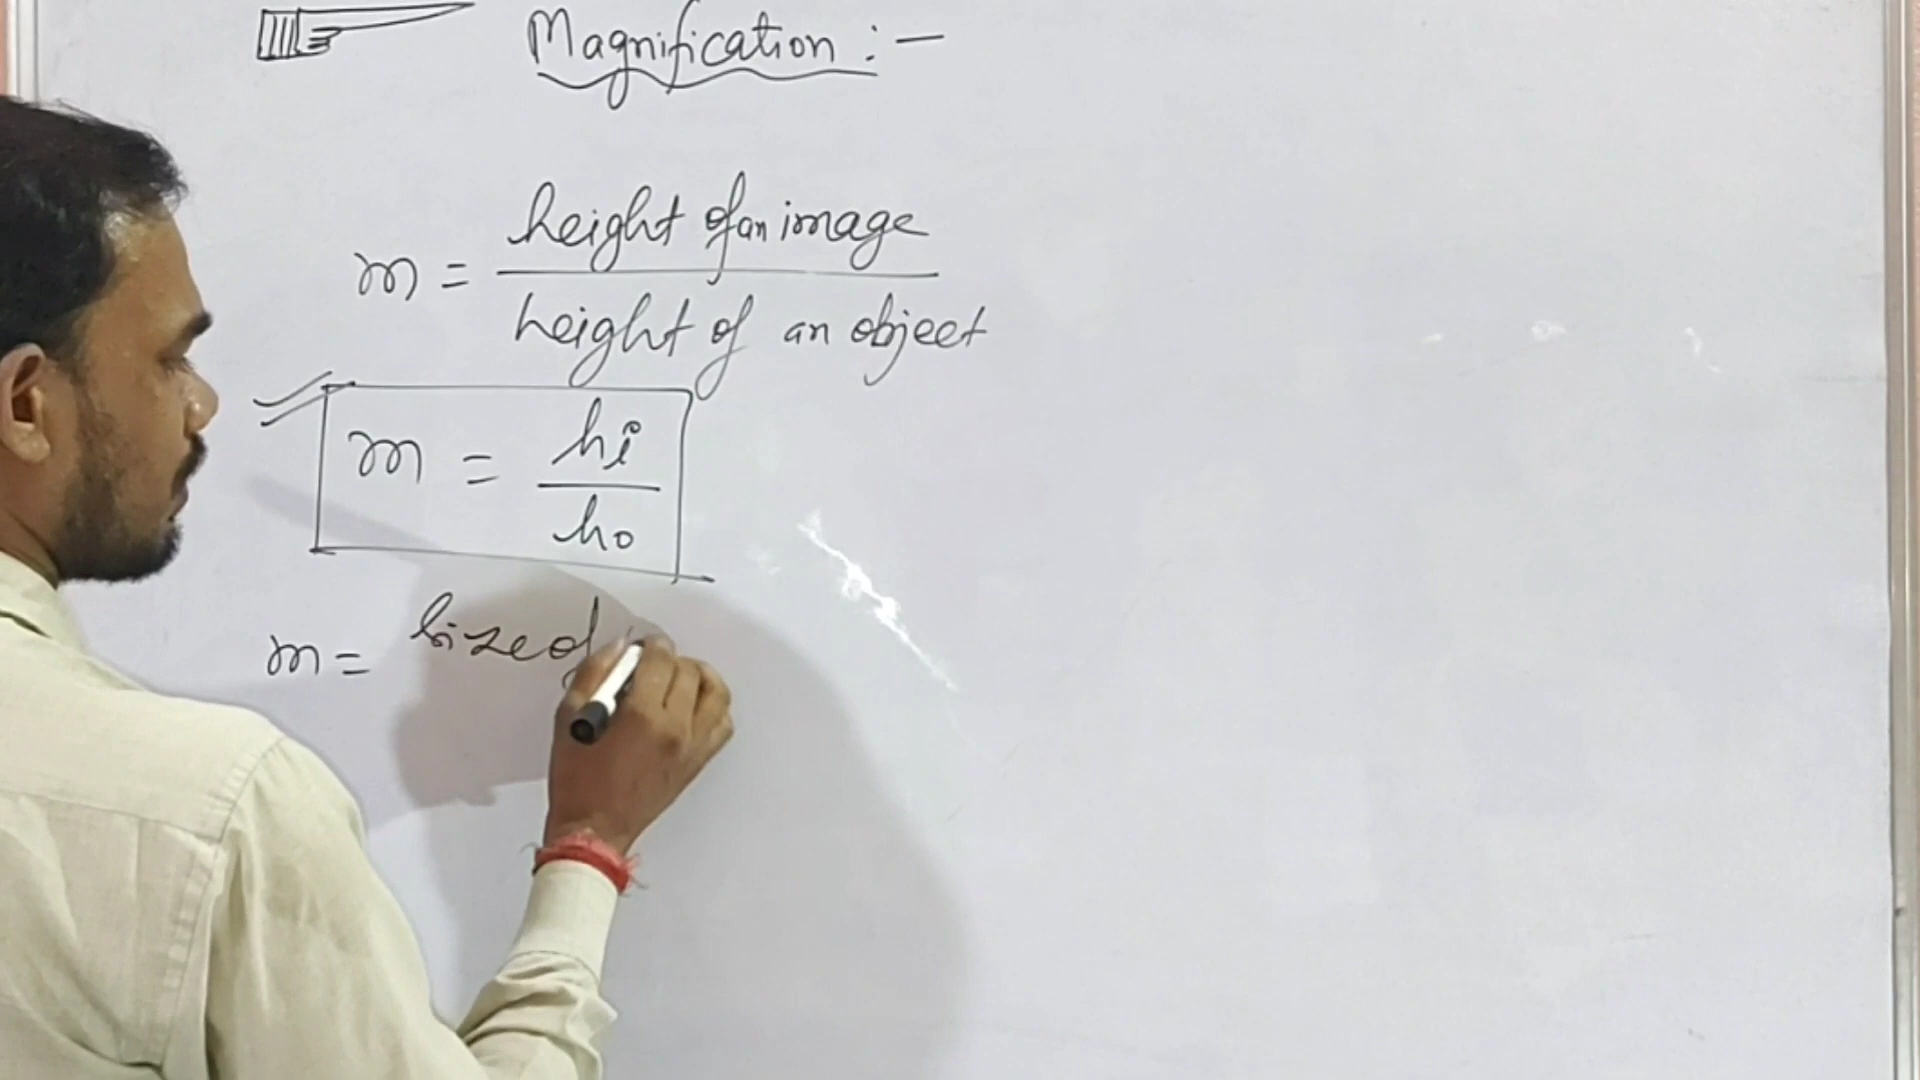 Magnification :-
m = height of an image / height of an object
m = hi / ho
m = Size of